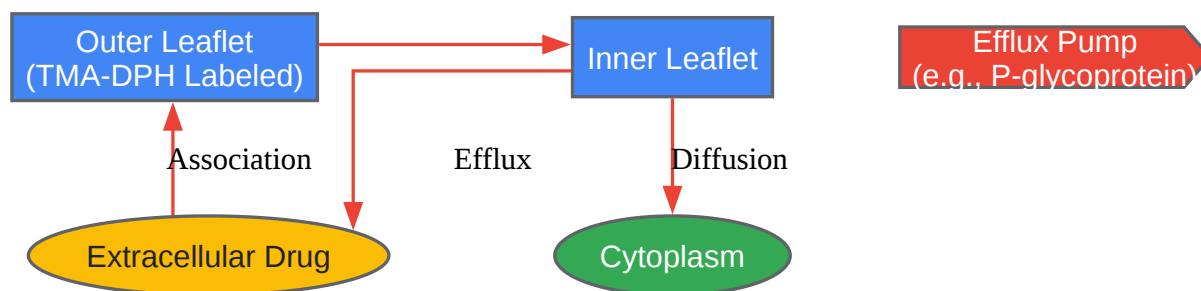 Outer Leaflet
(TMA-DPH Labeled)
Inner Leaflet
Efflux Pump
(e.g., P-glycoprotein)
Association
Efflux
Diffusion
Extracellular Drug
Cytoplasm